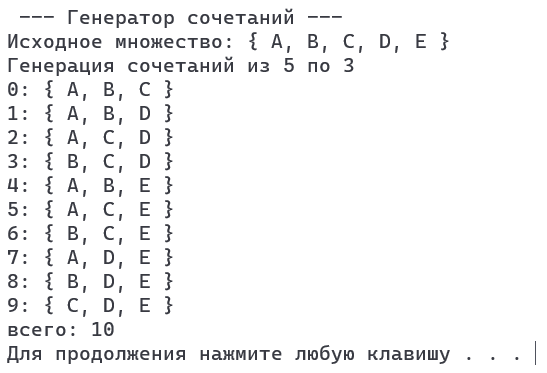 --- Генератор сочетаний ---
Исходное множество: { A, B, C, D, E }
Генерация сочетаний из 5 по 3
0: { A, B, C }
1: { A, B, D }
2: { A, C, D }
3: { B, C, D }
4: { A, B, E }
5: { A, C, E }
6: { B, C, E }
7: { A, D, E }
8: { B, D, E }
9: { C, D, E }
всего: 10
Для продолжения нажмите любую клавишу . . .